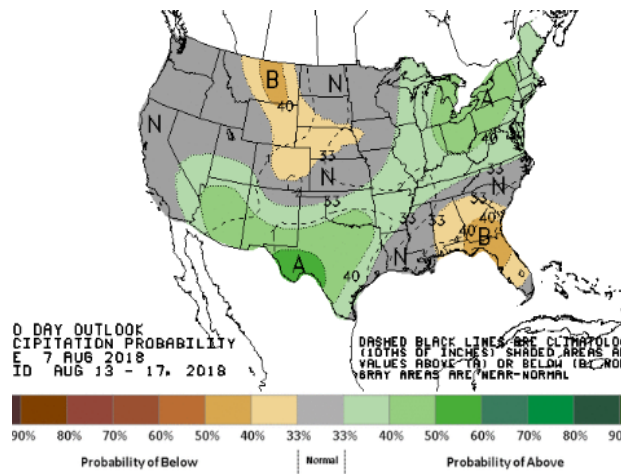 B
N
A
40
N
33
N
40
33
N
33
33
33
40
40
B
N
A
40
O DAY OUTLOOK
CIPITATION PROBABILITY
E 7 AUG 2018
ID AUG 13 - 17, 2018
DASHED BLACK LINES ARE CLIMATOLOG
(10THS OF INCHES) SHADED AREAS A
VALUES ABOVE (A) OR BELOW (B) NO
GRAY AREAS ARE NEAR-NORMAL
90% 80% 70% 60% 50% 40% 33% 33% 40% 50% 60% 70% 80% 90
Probability of Below Normal Probability of Above